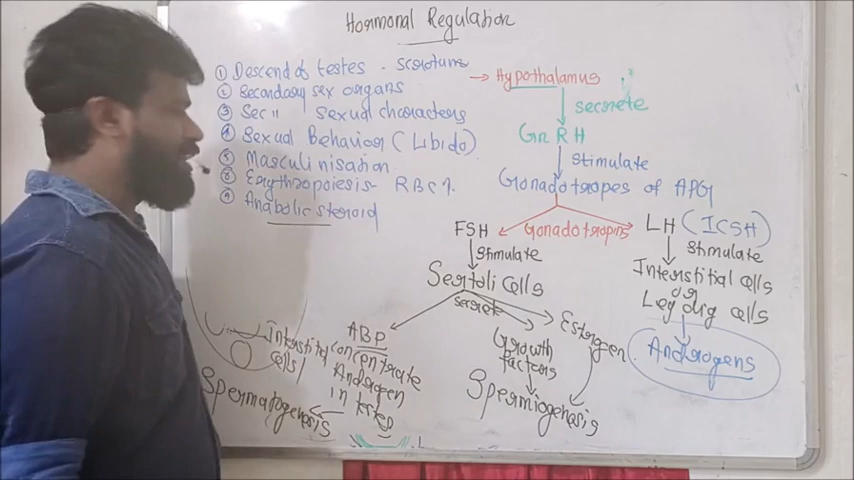 Hormonal Regulation
① Descend of testes - scrotum
② Secondary sex organs
③ Sec " sexual characters
④ Sexual Behaviour (Libido)
⑤ Masculinisation
⑥ Erythropoiesis - RBC
Anabolic steroid
→ Hypothalamus
secrete
GnRH
stimulate
Gonadotropes of APG
Gonadotropins
FSH
LH (ICSH)
stimulate
stimulate
Sertoli cells
Interstitial cells
or
Leydig cells
Androgens
secrete
ABP
concentrate
Androgen
in testes
Growth
factors
Estrogen
Interstitial
cells
Spermatogenesis
Spermiogenesis